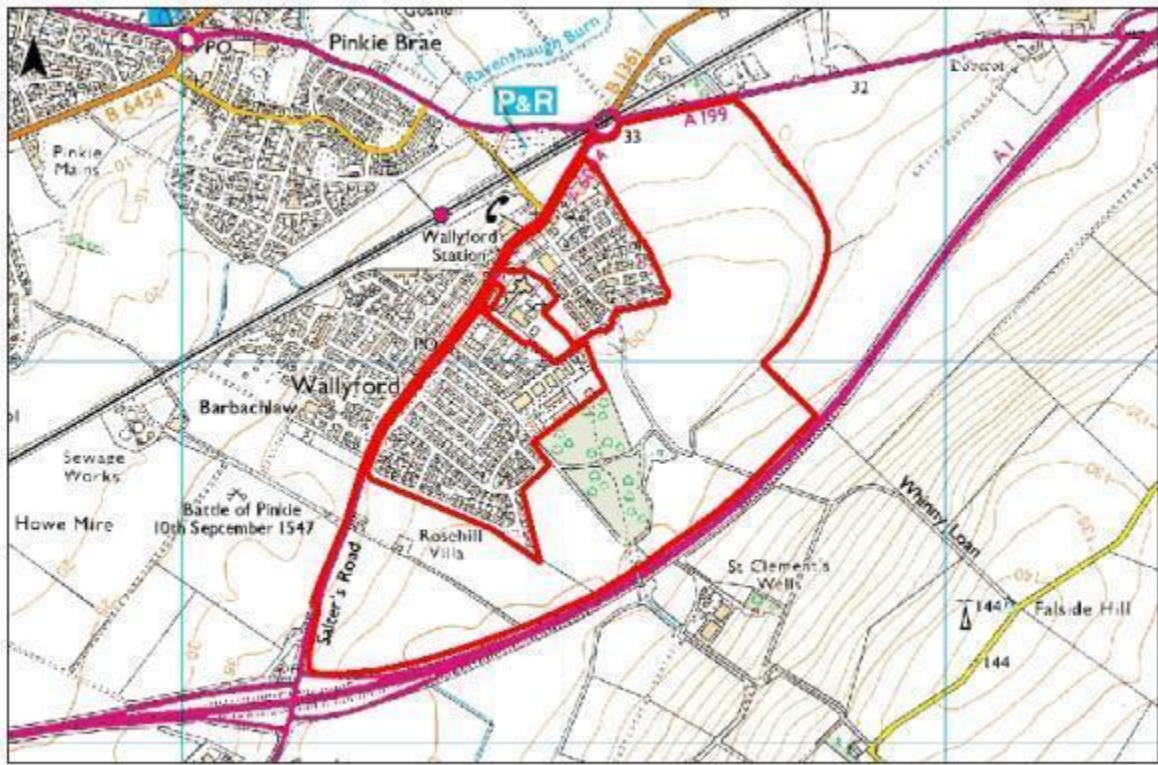 PO
Pinkie Brae
Ravenshaugh Burn
B 1361
P&R
B 6454
A 199
33
32
A1
Pinkie
Mains
Wallyford
Station
PO
Wallyford
Barbachlaw
Sewage
Works
Howe Mire
Battle of Pinkie
10th September 1547
Rosehill
Villa
Salter's Road
St Clement's
Wells
Whinny Loan
144
Falside Hill
144